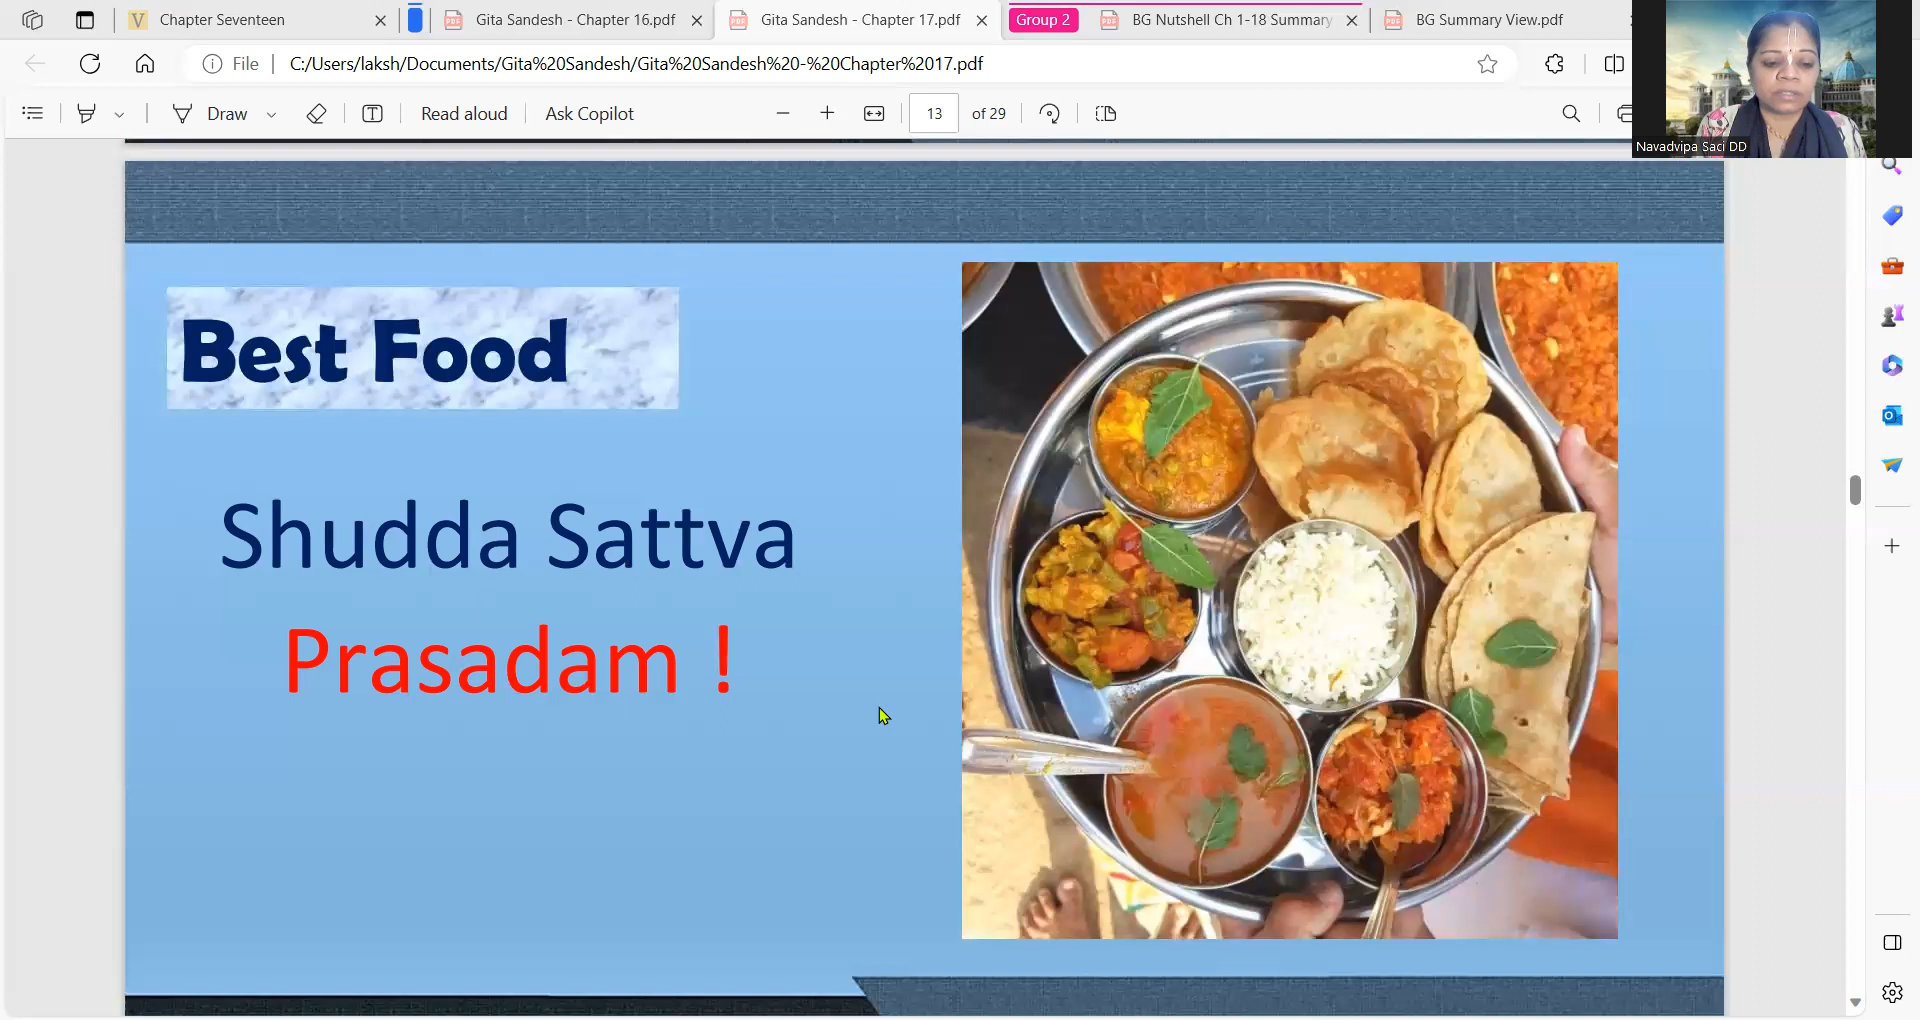 Chapter Seventeen
Gita Sandesh - Chapter 16.pdf
Gita Sandesh - Chapter 17.pdf
Group 2
BG Nutshell Ch 1-18 Summary
BG Summary View.pdf
File
C:/Users/laksh/Documents/Gita%20Sandesh/Gita%20Sandesh%20-%20Chapter%2017.pdf
Draw
Read aloud
Ask Copilot
13 of 29
Navadvipa Saci DD
Best Food
Shudda Sattva
Prasadam !